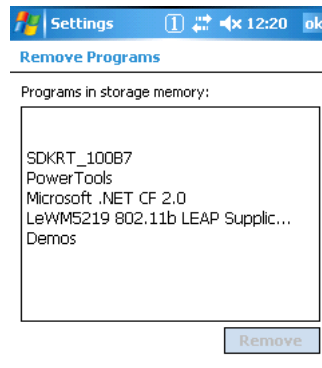 Settings 1 12:20 ok
Remove Programs
Programs in storage memory:
SDKRT_100B7
PowerTools
Microsoft .NET CF 2.0
LeWM5219 802.11b LEAP Supplic...
Demos
Remove